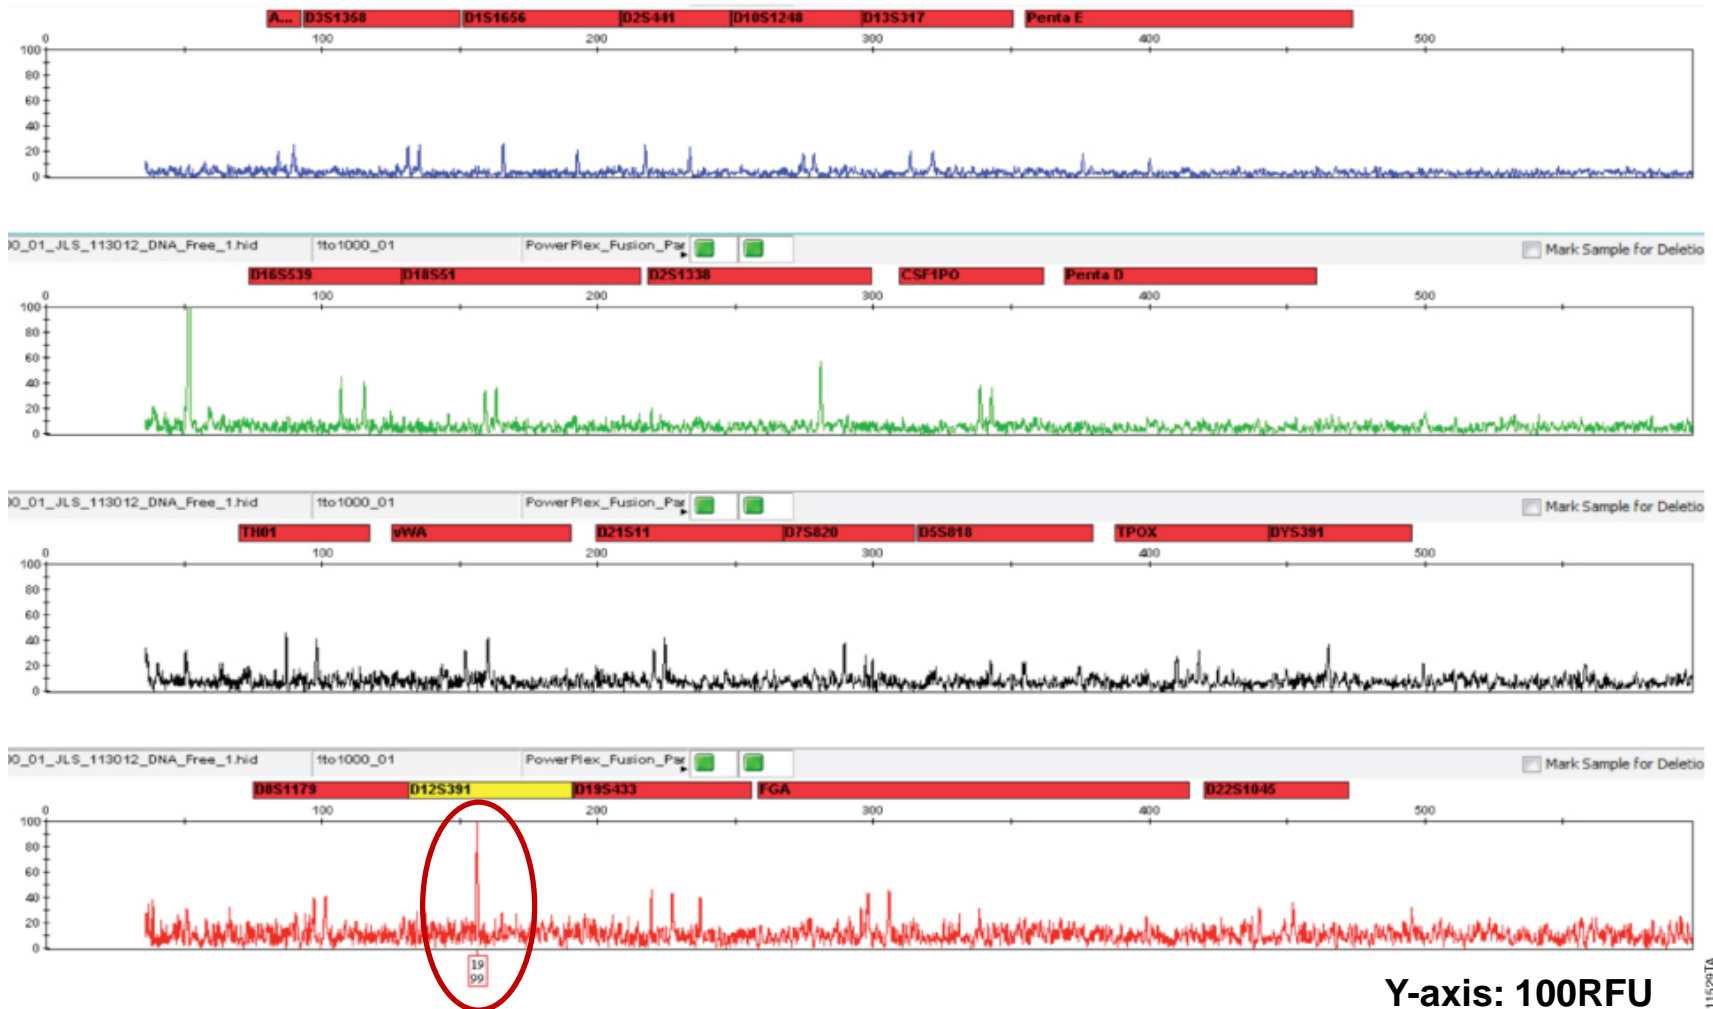 A... D3S1358 D1S1656 D2S441 D10S1248 D13S317 Penta E
0 100 200 300 400 500
100
80
60
40
20
0
00_01_JLS_113012_DNA_Free_1.hid 1to1000_01 PowerPlex_Fusion_Par Mark Sample for Deletio
D16S539 D18S51 D2S1338 CSF1PO Penta D
0 100 200 300 400 500
100
80
60
40
20
0
00_01_JLS_113012_DNA_Free_1.hid 1to1000_01 PowerPlex_Fusion_Par Mark Sample for Deletio
TH01 vWA D21S11 D7S820 D5S818 TPOX DYS391
0 100 200 300 400 500
100
80
60
40
20
0
00_01_JLS_113012_DNA_Free_1.hid 1to1000_01 PowerPlex_Fusion_Par Mark Sample for Deletio
D8S1179 D12S391 D19S433 FGA D22S1045
0 100 200 300 400 500
100
80
60
40
20
0
19
99
Y-axis: 100RFU
11529TA